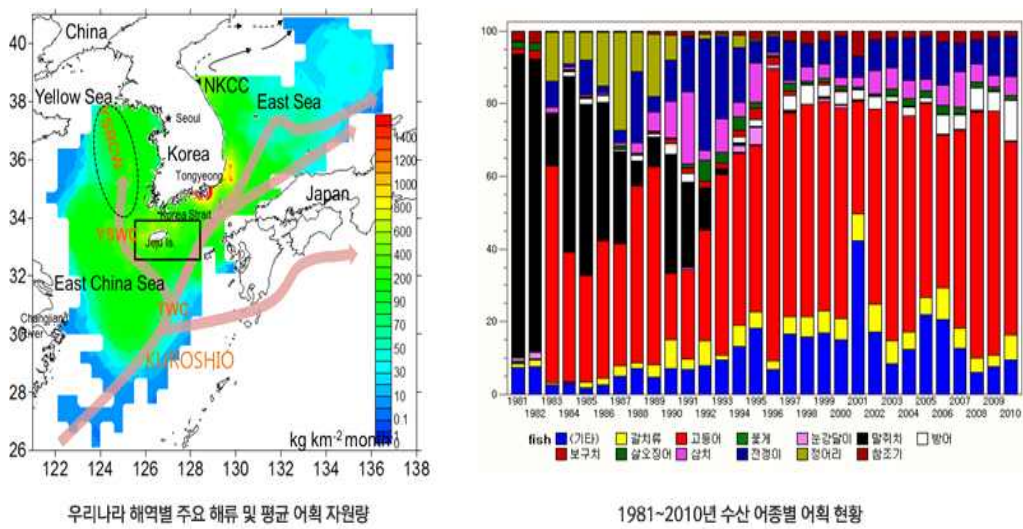 40
38
36
34
32
30
28
26
122 124 126 128 130 132 134 136 138
China
NKCC
Yellow Sea
East Sea
Seoul
Korea
Tongyeong
Japan
Korea Strait
YSWC
Jeju Is.
East China Sea
Changjiang
River
TWC
KUROSHIO
1400
1200
1000
800
600
400
200
90
70
50
30
10
0.1
0
kg km⁻² month⁻¹
우리나라 해역별 주요 해류 및 평균 어획 자원량
100
80
60
40
20
0
1981 1983 1985 1987 1989 1991 1993 1995 1997 1999 2001 2003 2005 2007 2009
1982 1984 1986 1988 1990 1992 1994 1996 1998 2000 2002 2004 2006 2008 2010
fish (기타) 갈치류 고등어 꽃게 눈강달이 말쥐치 방어
보구치 살오징어 삼치 전갱이 정어리 참조기
1981~2010년 수산 어종별 어획 현황